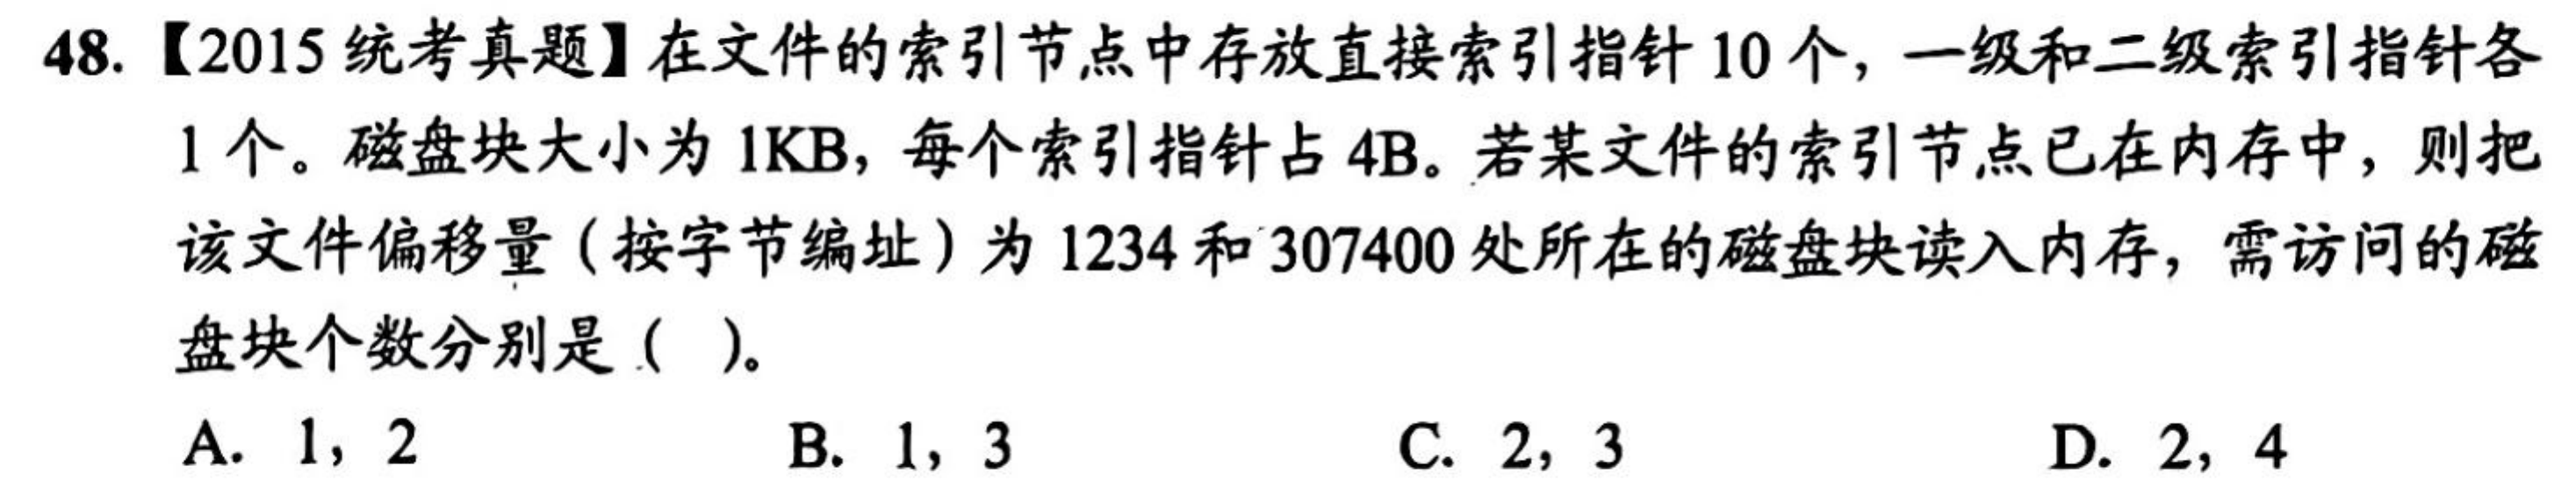 48.【2015 统考真题】在文件的索引节点中存放直接索引指针 10 个，一级和二级索引指针各
1 个。磁盘块大小为 1KB，每个索引指针占 4B。若某文件的索引节点已在内存中，则把
该文件偏移量（按字节编址）为 1234 和 307400 处所在的磁盘块读入内存，需访问的磁
盘块个数分别是（ ）。
A. 1，2 B. 1，3 C. 2，3 D. 2，4